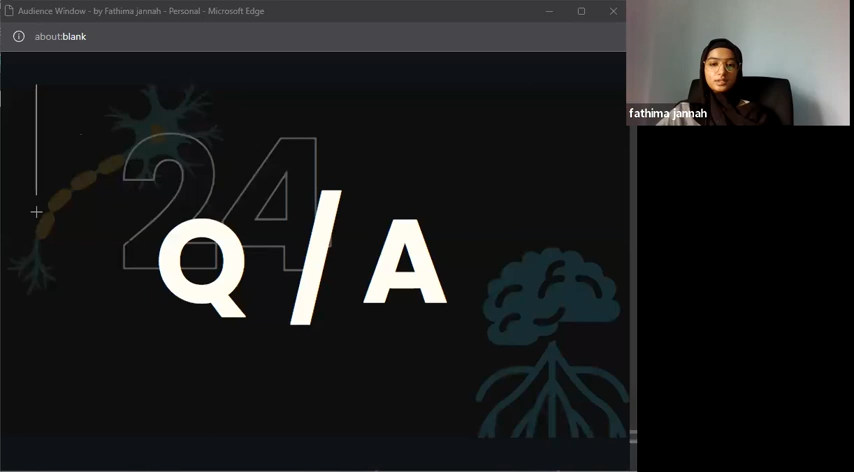 Audience Window - by Fathima jannah - Personal - Microsoft Edge
about:blank
fathima jannah
24
Q / A